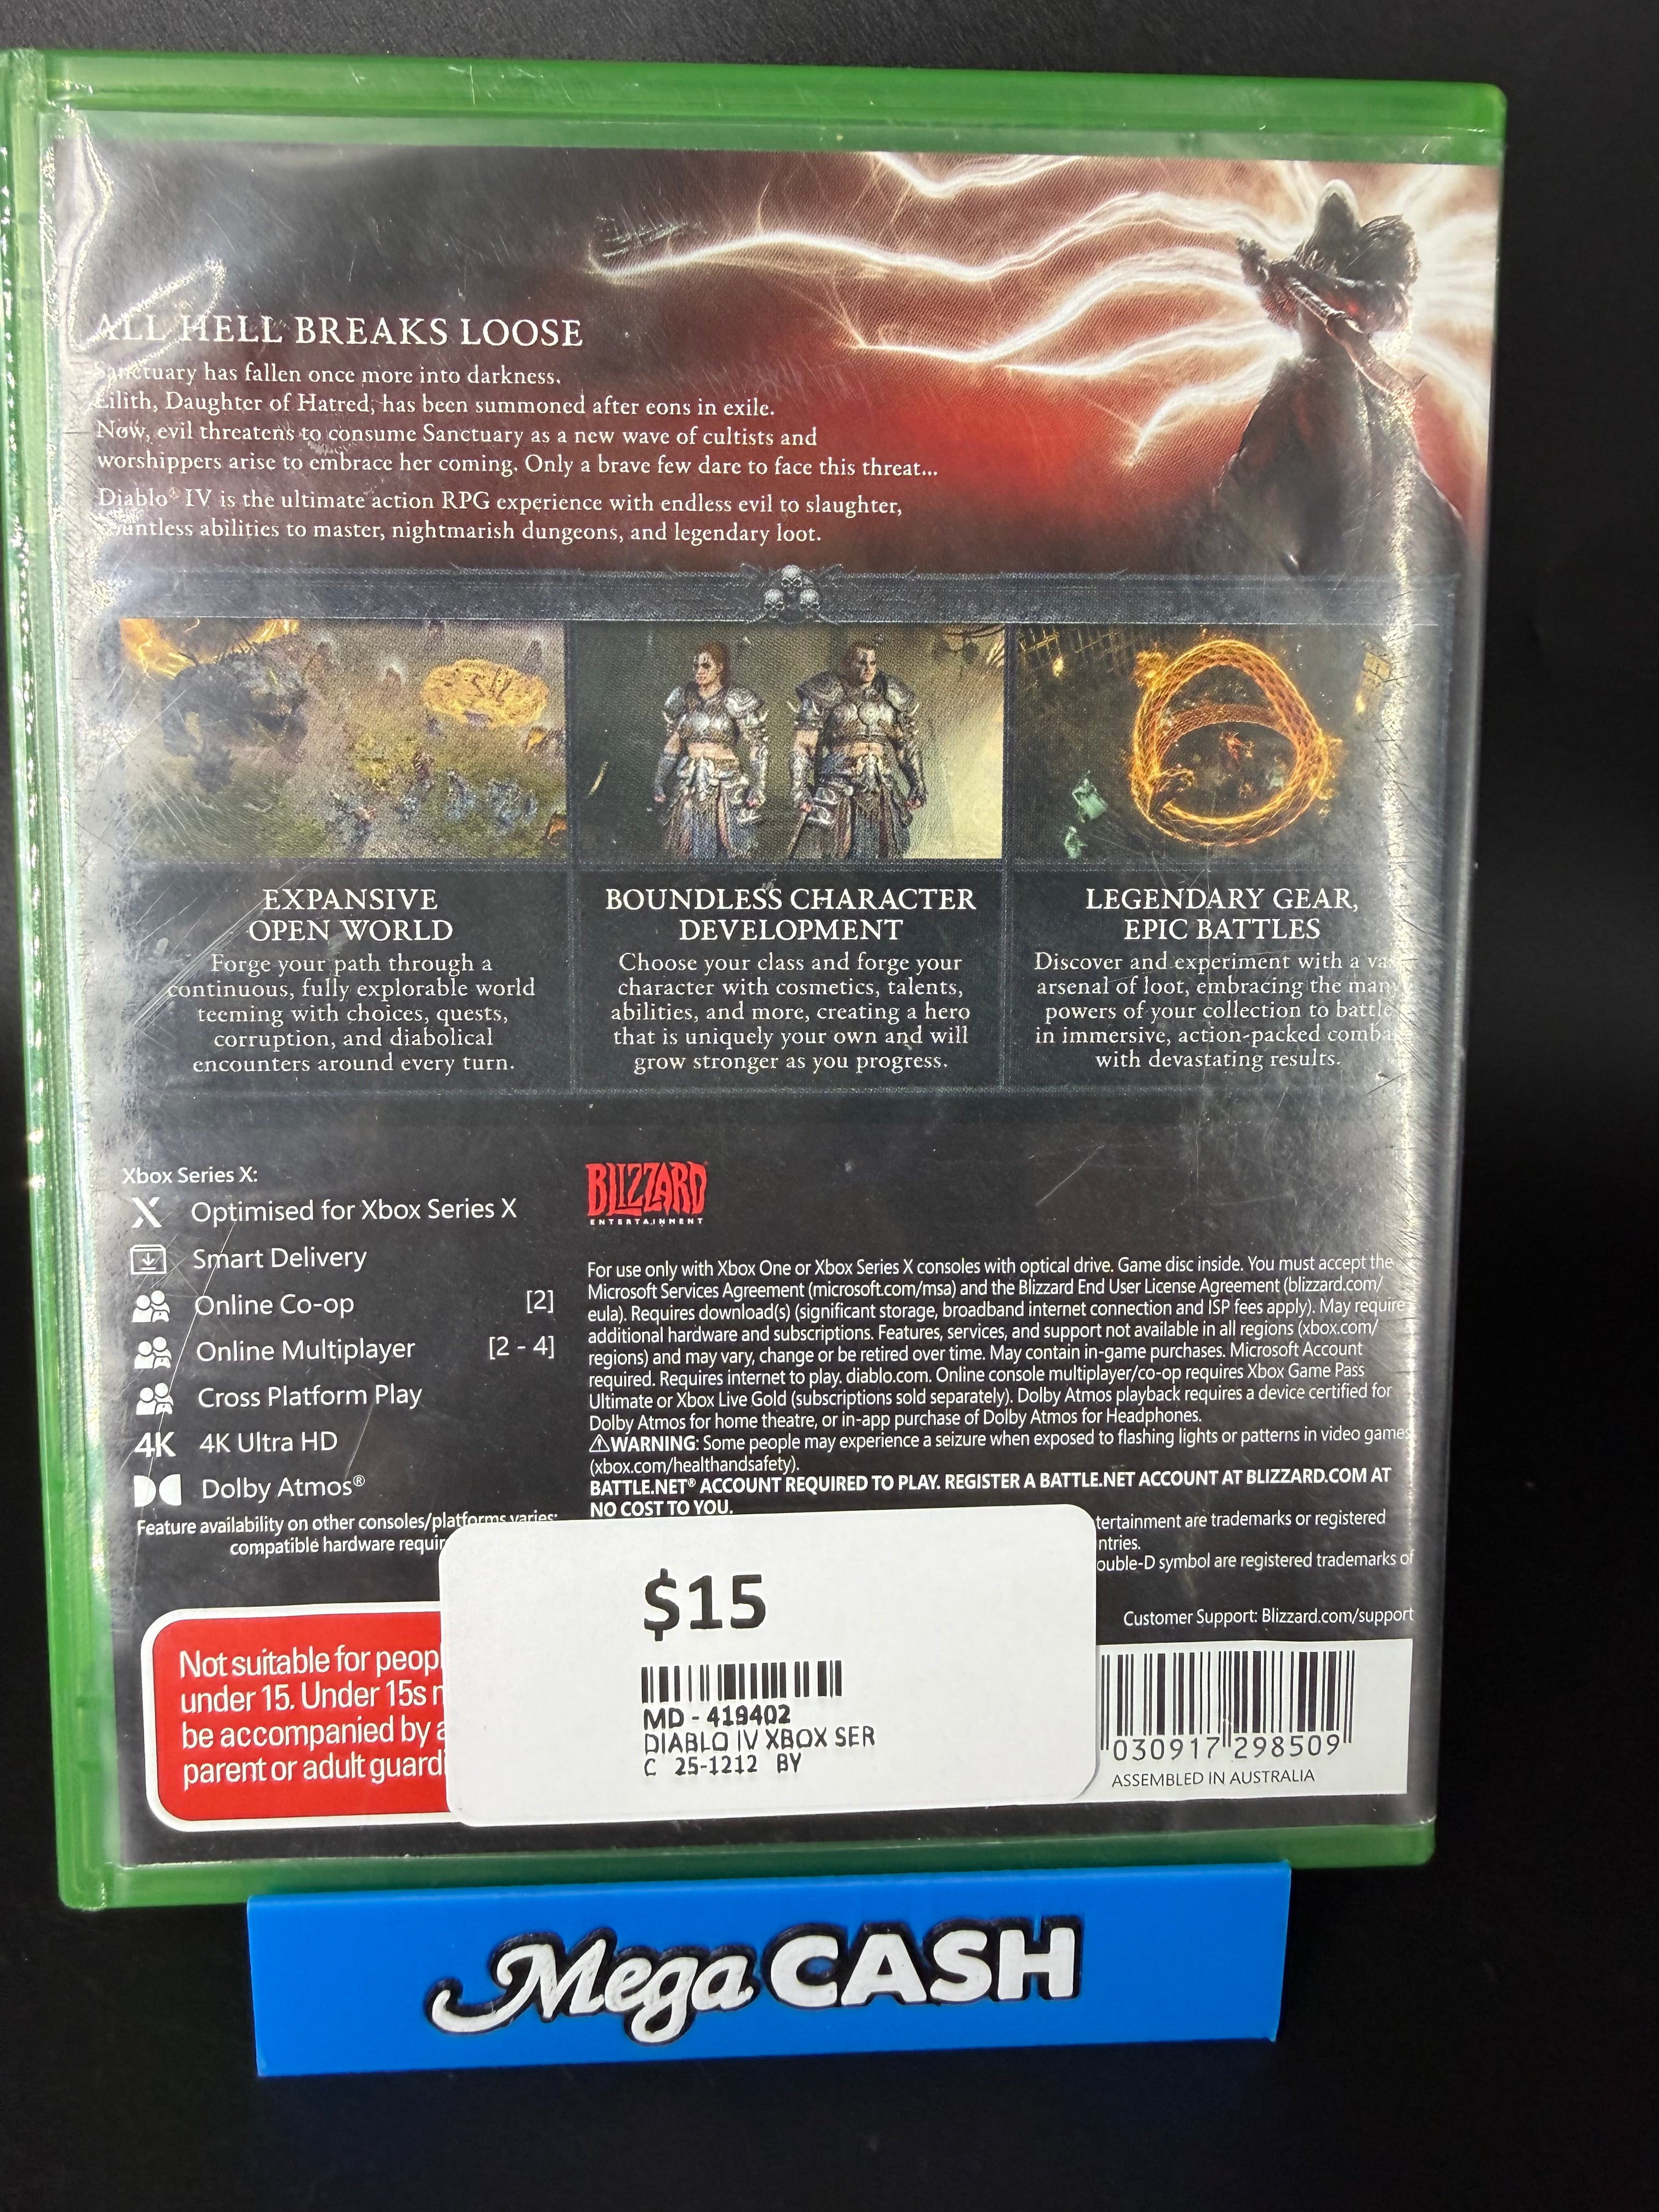 ALL HELL BREAKS LOOSE
Sanctuary has fallen once more into darkness.
Lilith, Daughter of Hatred, has been summoned after eons in exile.
Now, evil threatens to consume Sanctuary as a new wave of cultists and
worshippers arise to embrace her coming. Only a brave few dare to face this threat...
Diablo® IV is the ultimate action RPG experience with endless evil to slaughter,
countless abilities to master, nightmarish dungeons, and legendary loot.
EXPANSIVE
OPEN WORLD
Forge your path through a
continuous, fully explorable world
teeming with choices, quests,
corruption, and diabolical
encounters around every turn.
BOUNDLESS CHARACTER
DEVELOPMENT
Choose your class and forge your
character with cosmetics, talents,
abilities, and more, creating a hero
that is uniquely your own and will
grow stronger as you progress.
LEGENDARY GEAR,
EPIC BATTLES
Discover and experiment with a vast
arsenal of loot, embracing the many
powers of your collection to battle
in immersive, action-packed combat
with devastating results.
Xbox Series X:
X Optimised for Xbox Series X
Smart Delivery
Online Co-op [2]
Online Multiplayer [2 - 4]
Cross Platform Play
4K 4K Ultra HD
Dolby Atmos®
Feature availability on other consoles/platforms varies;
compatible hardware requir
BLIZZARD
ENTERTAINMENT
For use only with Xbox One or Xbox Series X consoles with optical drive. Game disc inside. You must accept the
Microsoft Services Agreement (microsoft.com/msa) and the Blizzard End User License Agreement (blizzard.com/
eula). Requires download(s) (significant storage, broadband internet connection and ISP fees apply). May require
additional hardware and subscriptions. Features, services, and support not available in all regions (xbox.com/
regions) and may vary, change or be retired over time. May contain in-game purchases. Microsoft Account
required. Requires internet to play. diablo.com. Online console multiplayer/co-op requires Xbox Game Pass
Ultimate or Xbox Live Gold (subscriptions sold separately). Dolby Atmos playback requires a device certified for
Dolby Atmos for home theatre, or in-app purchase of Dolby Atmos for Headphones.
⚠WARNING: Some people may experience a seizure when exposed to flashing lights or patterns in video games
(xbox.com/healthandsafety).
BATTLE.NET® ACCOUNT REQUIRED TO PLAY. REGISTER A BATTLE.NET ACCOUNT AT BLIZZARD.COM AT
NO COST TO YOU.
tertainment are trademarks or registered
ntries.
ouble-D symbol are registered trademarks of
Customer Support: Blizzard.com/support
Not suitable for peopl
under 15. Under 15s m
be accompanied by a
parent or adult guardi
$15
MD - 419402
DIABLO IV XBOX SER
C 25-1212 BY
030917 298509
ASSEMBLED IN AUSTRALIA
Mega CASH